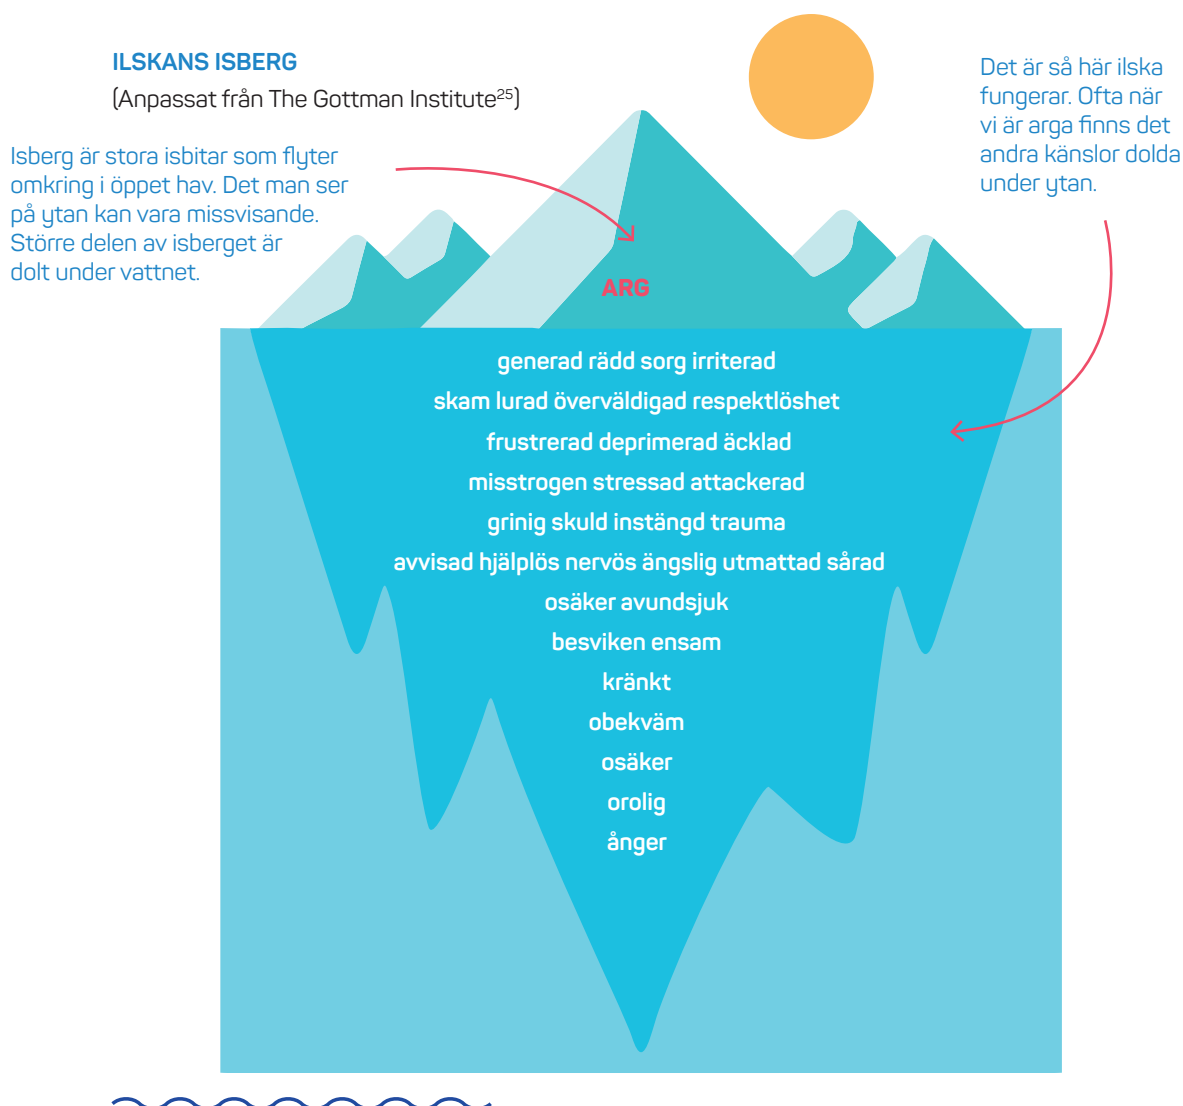 ILSKANS ISBERG
(Anpassat från The Gottman Institute²⁵)
Isberg är stora isbitar som flyter
omkring i öppet hav. Det man ser
på ytan kan vara missvisande.
Större delen av isberget är
dolt under vattnet.
Det är så här ilska
fungerar. Ofta när
vi är arga finns det
andra känslor dolda
under ytan.
ARG
generad rädd sorg irriterad
skam lurad överväldigad respektlöshet
frustrerad deprimerad äcklad
misstrogen stressad attackerad
grinig skuld instängd trauma
avvisad hjälplös nervös ängslig utmattad sårad
osäker avundsjuk
besviken ensam
kränkt
obekväm
osäker
orolig
ånger